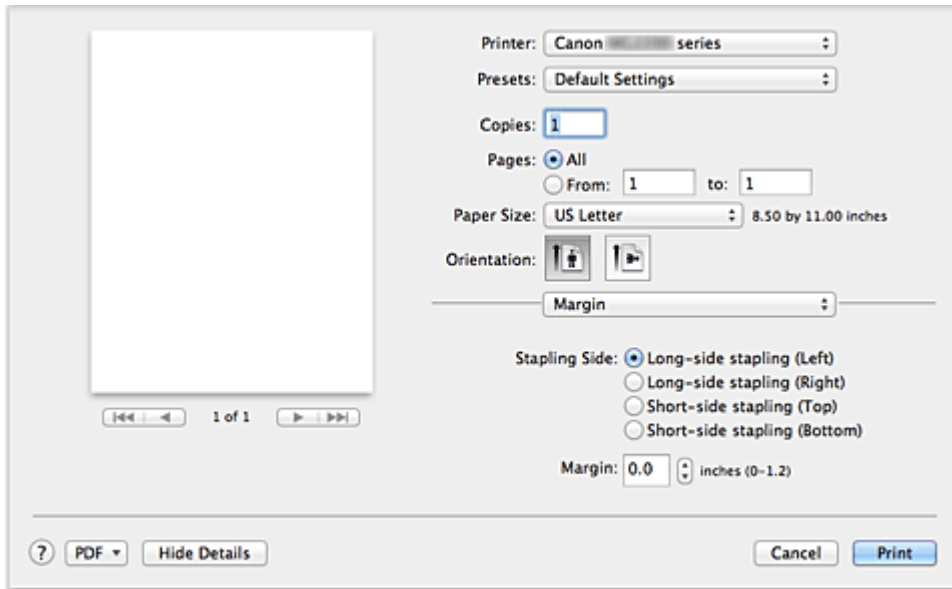 Printer: Canon series
Presets: Default Settings
Copies: 1
Pages: All
From: 1 to: 1
Paper Size: US Letter 8.50 by 11.00 inches
Orientation:
Margin
Stapling Side: Long-side stapling (Left)
Long-side stapling (Right)
Short-side stapling (Top)
Short-side stapling (Bottom)
1 of 1
Margin: 0.0 inches (0-1.2)
? PDF Hide Details Cancel Print